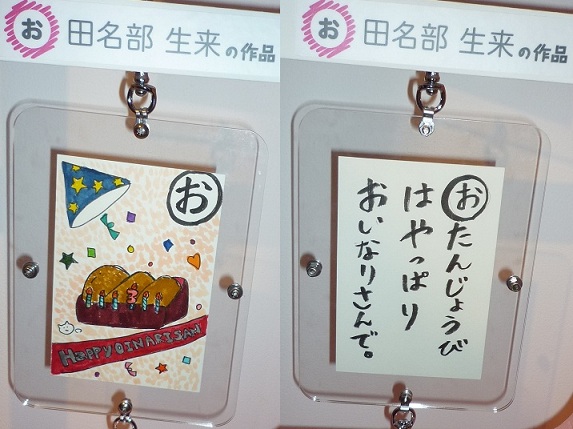 お 田名部 生来の作品
お
3
HAPPY OINARISAN
お 田名部 生来の作品
おたんじょうび
はやっぱり
おいなりさんで。